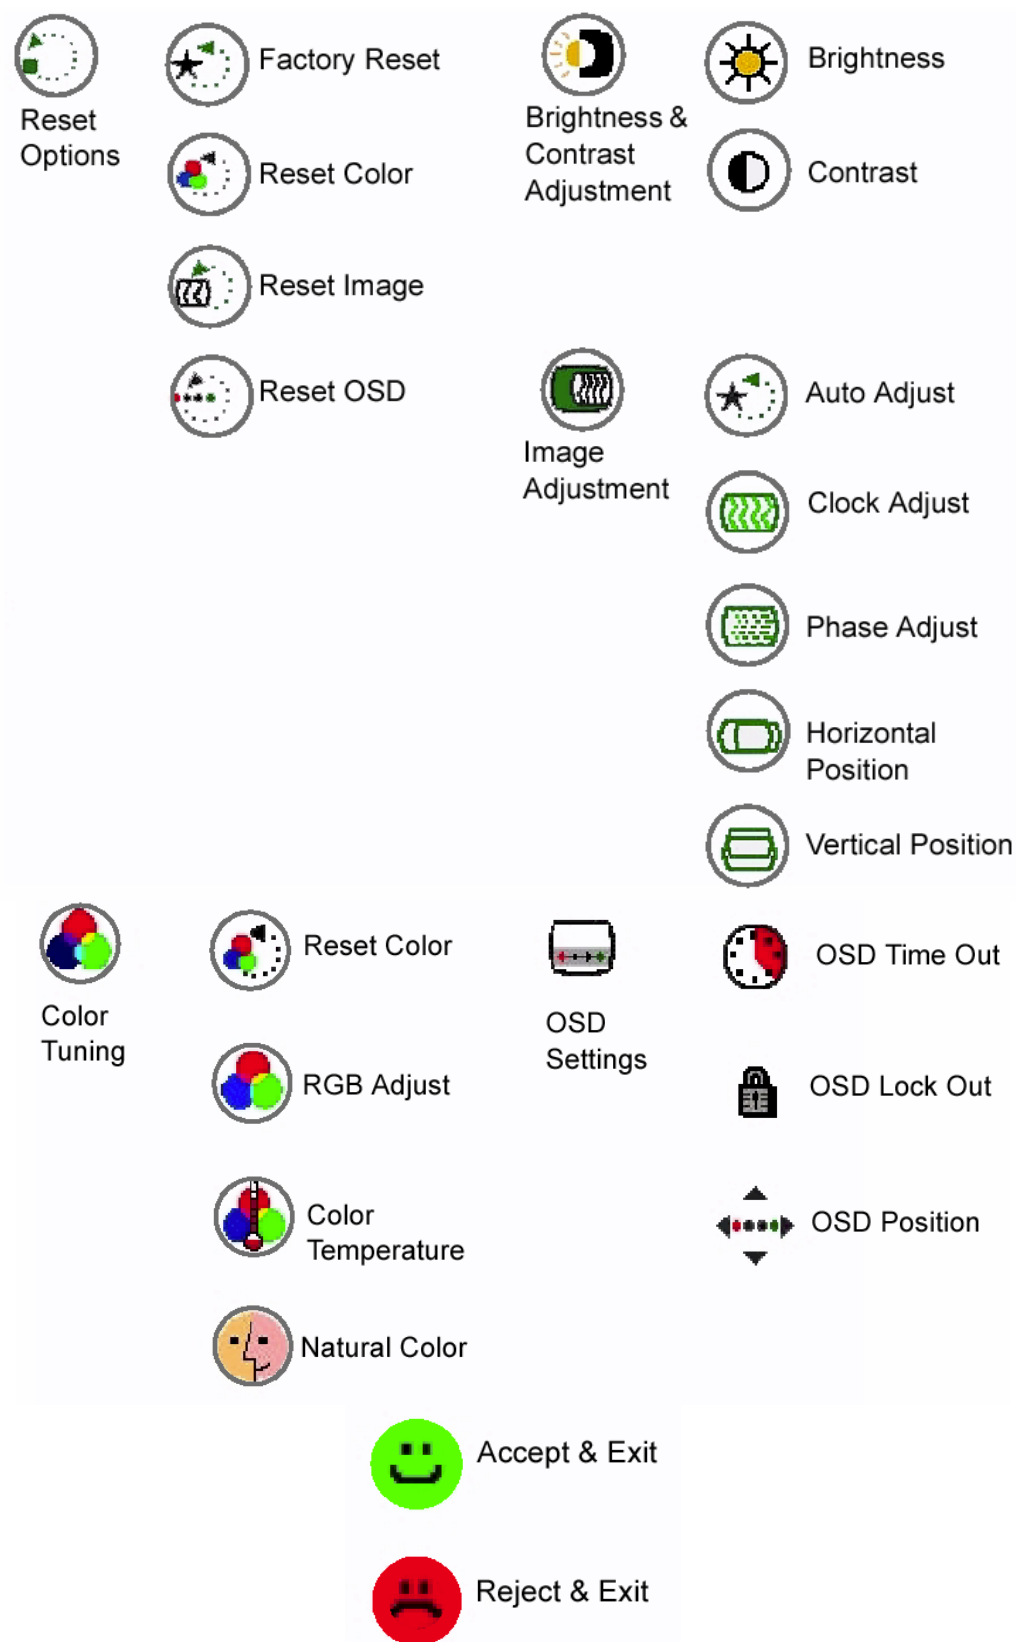 Reset
Options
Factory Reset
Reset Color
Reset Image
Reset OSD
Brightness &
Contrast
Adjustment
Brightness
Contrast
Image
Adjustment
Auto Adjust
Clock Adjust
Phase Adjust
Horizontal
Position
Vertical Position
Color
Tuning
Reset Color
RGB Adjust
Color
Temperature
Natural Color
OSD
Settings
OSD Time Out
OSD Lock Out
OSD Position
Accept & Exit
Reject & Exit